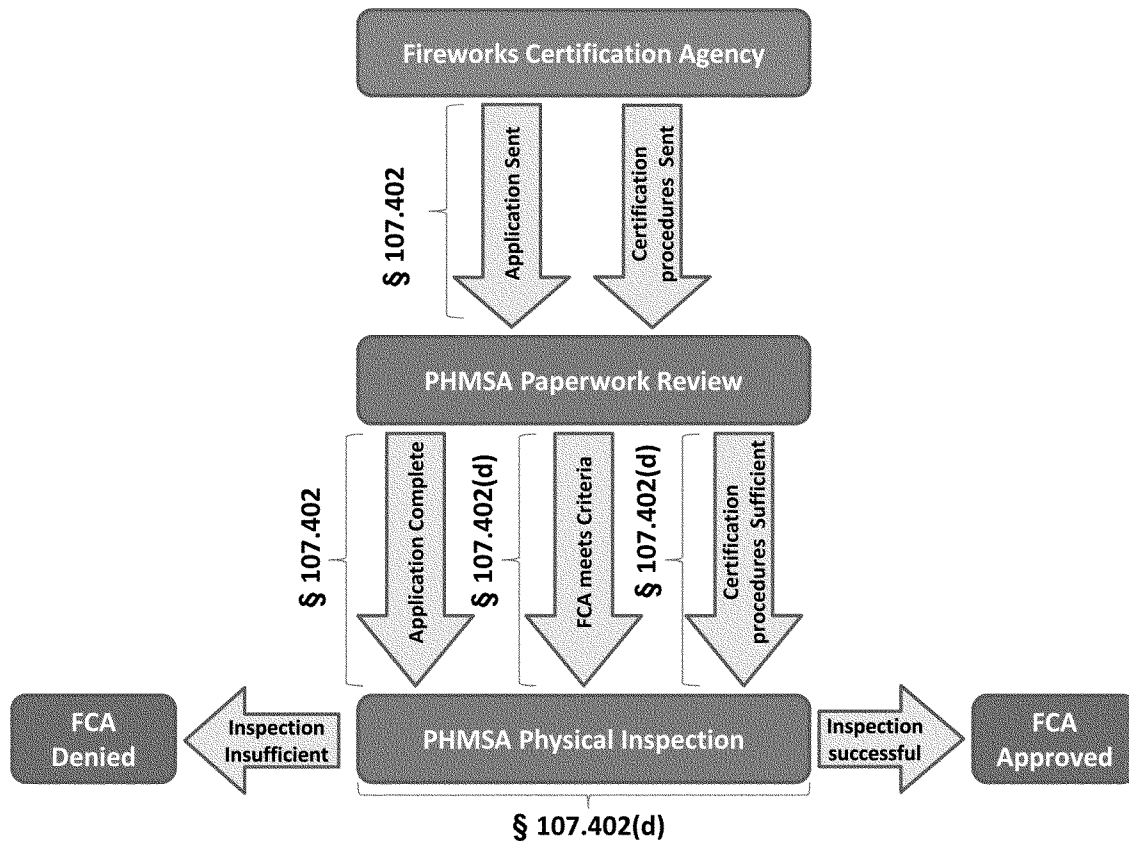 Fireworks Certification Agency
§ 107.402
Application Sent
Certification
procedures Sent
PHMSA Paperwork Review
§ 107.402
Application Complete
§ 107.402(d)
FCA meets Criteria
§ 107.402(d)
Certification
procedures Sufficient
FCA
Denied
Inspection
Insufficient
PHMSA Physical Inspection
Inspection
successful
FCA
Approved
§ 107.402(d)